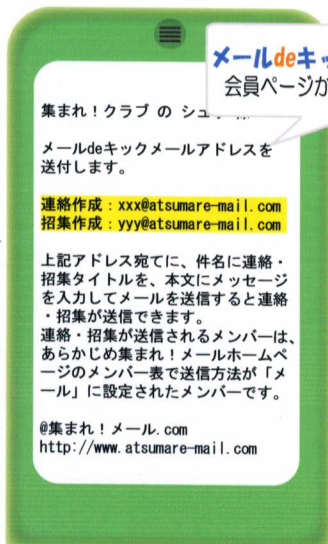 メールdeキッ
会員ページが
集まれ!クラブ の シュ
メールdeキックメールアドレスを
送付します。
連絡作成:xxx@atsumare-mail.com
招集作成:yyy@atsumare-mail.com
上記アドレス宛てに、件名に連絡・
招集タイトルを、本文にメッセージ
を入力してメールを送信すると連絡
・招集が送信できます。
連絡・招集が送信されるメンバーは、
あらかじめ集まれ!メールホームペ
ージのメンバー表で送信方法が「メ
ール」に設定されたメンバーです。
@集まれ!メール.com
http://www.atsumare-mail.com